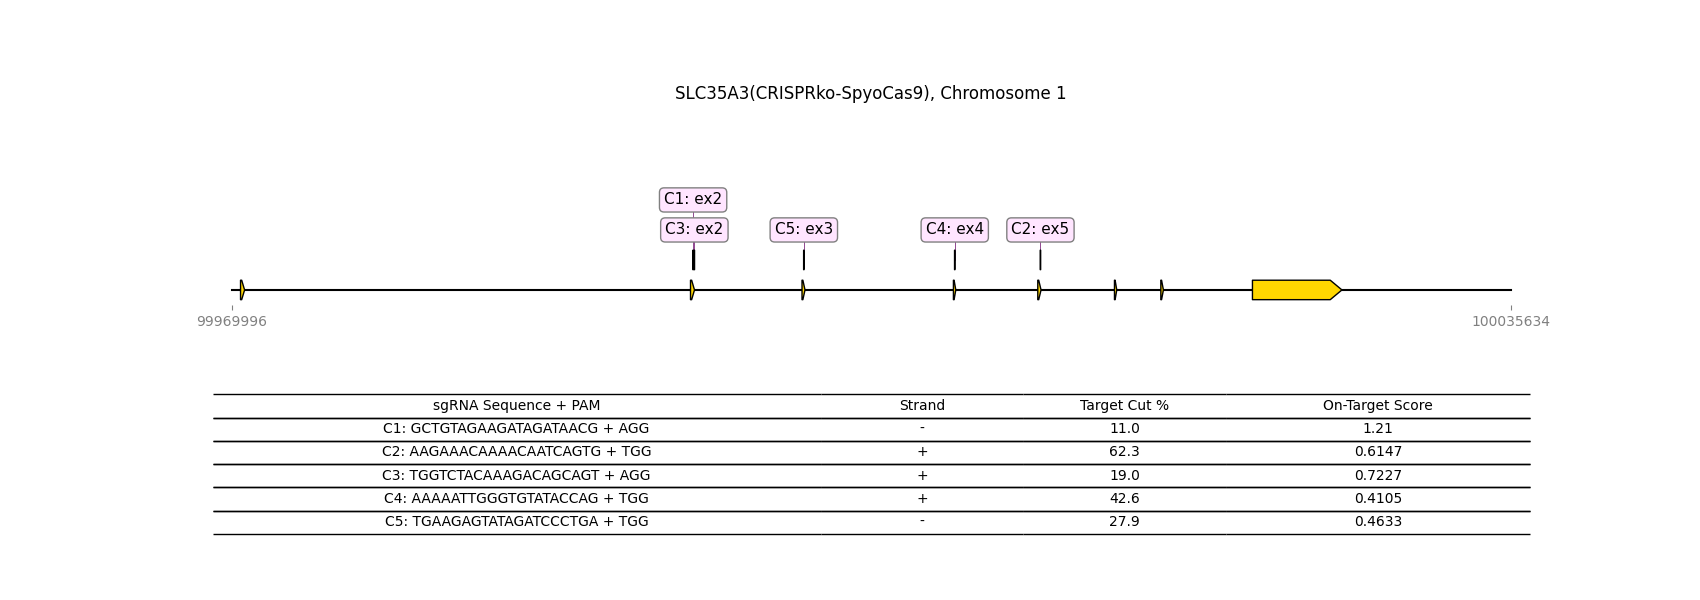 SLC35A3(CRISPRko-SpyoCas9), Chromosome 1
C1: ex2
C3: ex2 C5: ex3 C4: ex4 C2: ex5
99969996 100035634
sgRNA Sequence + PAM Strand Target Cut % On-Target Score
C1: GCTGTAGAAGATAGATAACG + AGG - 11.0 1.21
C2: AAGAAACAAAACAATCAGTG + TGG + 62.3 0.6147
C3: TGGTCTACAAAGACAGCAGT + AGG + 19.0 0.7227
C4: AAAAATTGGGTGTATACCAG + TGG + 42.6 0.4105
C5: TGAAGAGTATAGATCCCTGA + TGG - 27.9 0.4633